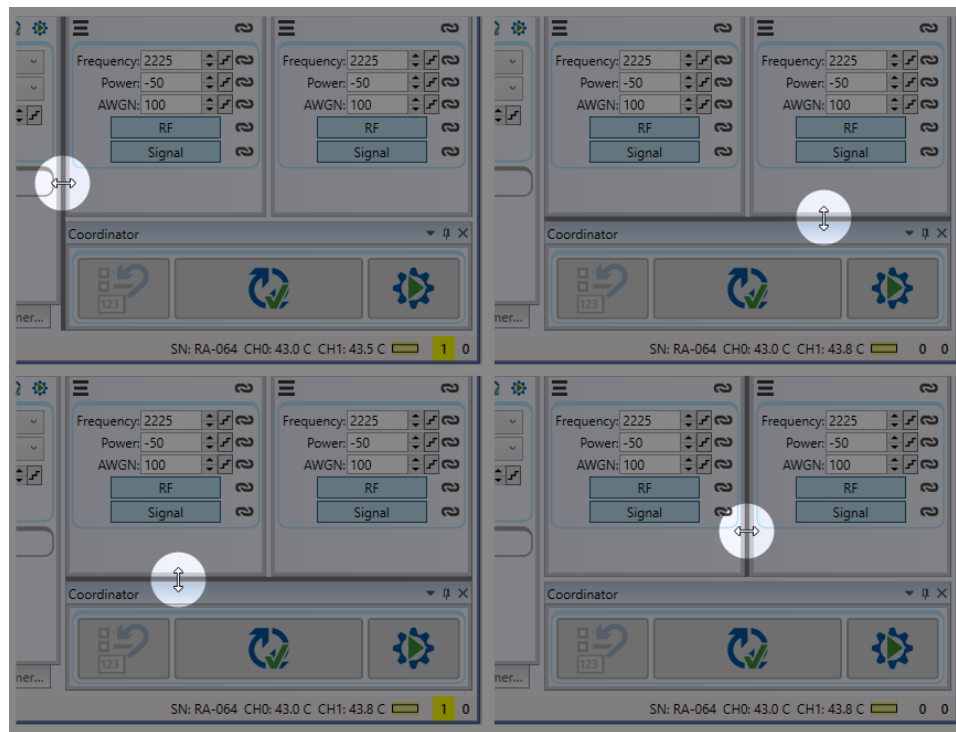 Frequency: 2225 Frequency: 2225
Power: -50 Power: -50
AWGN: 100 AWGN: 100
RF RF
Signal Signal
Coordinator
123
mer...
SN: RA-064 CH0: 43.0 C CH1: 43.5 C 1 0
Frequency: 2225 Frequency: 2225
Power: -50 Power: -50
AWGN: 100 AWGN: 100
RF RF
Signal Signal
Coordinator
123
ner...
SN: RA-064 CH0: 43.0 C CH1: 43.8 C 0 0
Frequency: 2225 Frequency: 2225
Power: -50 Power: -50
AWGN: 100 AWGN: 100
RF RF
Signal Signal
Coordinator
123
mer...
SN: RA-064 CH0: 43.0 C CH1: 43.8 C 1 0
Frequency: 2225 Frequency: 2225
Power: -50 Power: -50
AWGN: 100 AWGN: 100
RF RF
Signal Signal
Coordinator
123
ner...
SN: RA-064 CH0: 43.0 C CH1: 43.8 C 0 0